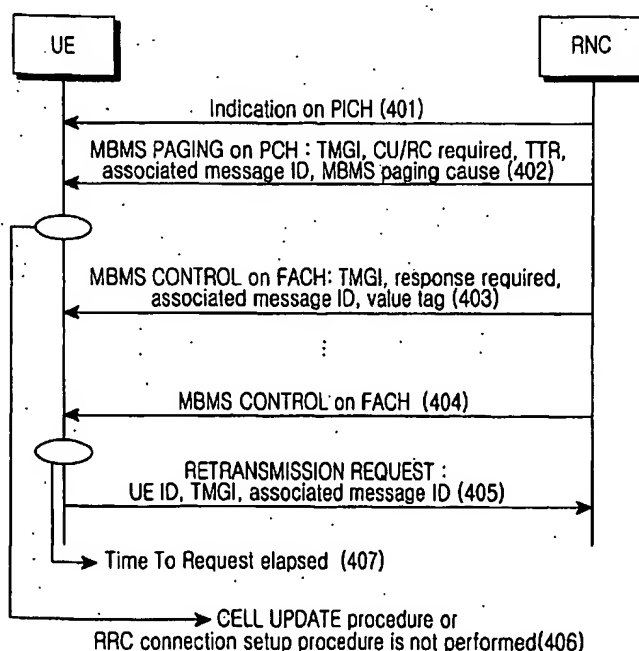 UE
RNC
Indication on PICH (401)
MBMS PAGING on PCH : TMGI, CU/RC required, TTR,
associated message ID, MBMS paging cause (402)
MBMS CONTROL on FACH: TMGI, response required,
associated message ID, value tag (403)
MBMS CONTROL on FACH (404)
RETRANSMISSION REQUEST :
UE ID, TMGI, associated message ID (405)
Time To Request elapsed (407)
CELL UPDATE procedure or
RRC connection setup procedure is not performed(406)